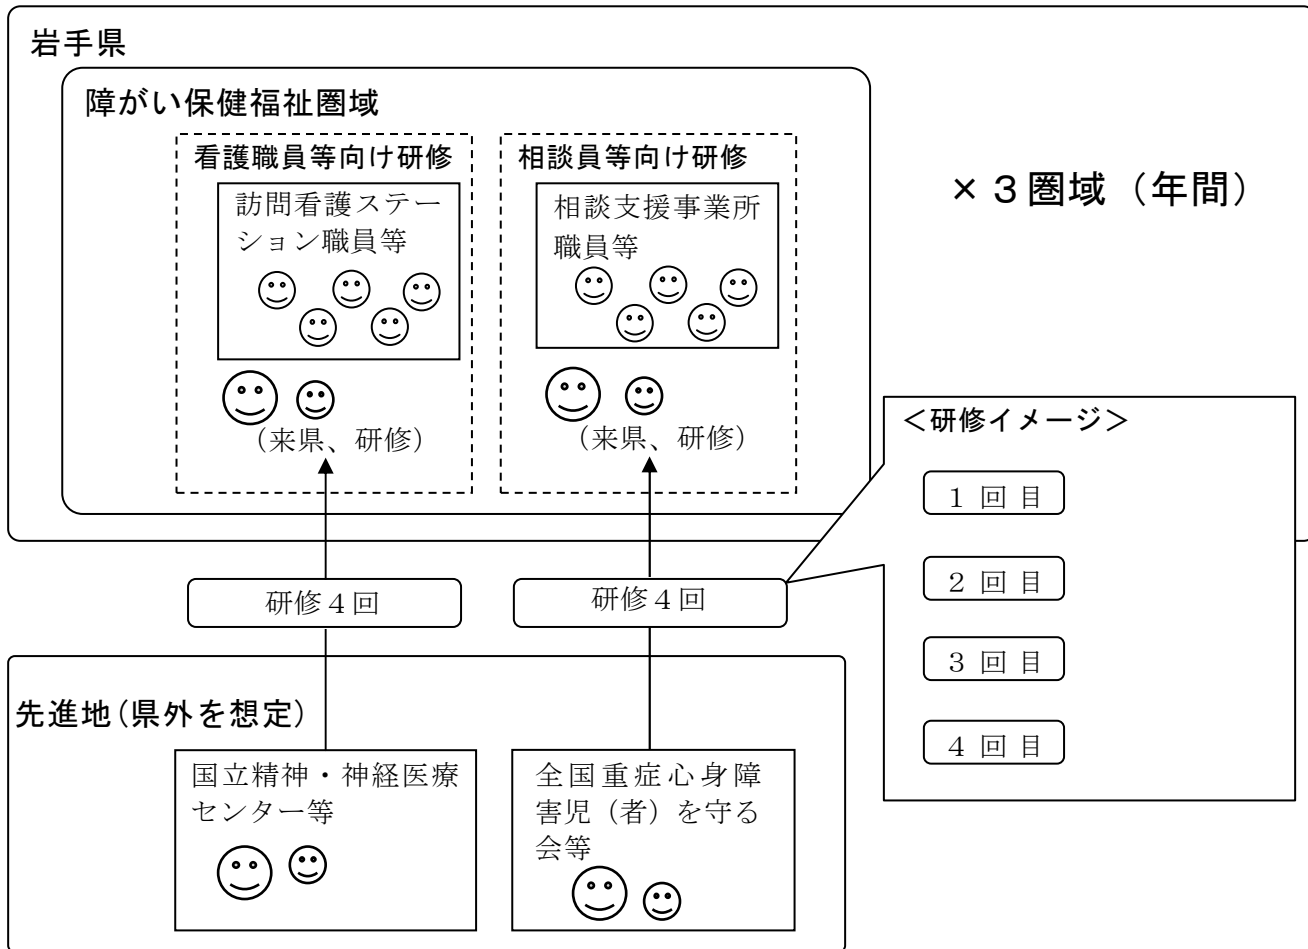 岩手県
障がい保健福祉圏域
看護職員等向け研修
訪問看護ステー
ション職員等
(来県、研修)
相談員等向け研修
相談支援事業所
職員等
(来県、研修)
×3圏域(年間)
研修4回
研修4回
<研修イメージ>
1回目
2回目
3回目
4回目
先進地(県外を想定)
国立精神・神経医療
センター等
全国重症心身障
害児(者)を守る
会等